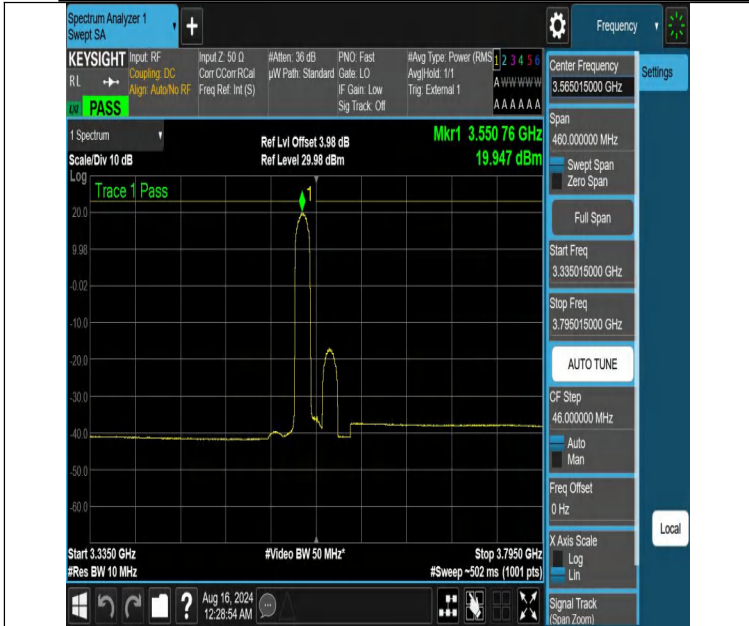 Spectrum Analyzer 1
Swept SA
Frequency
KEYSIGHT
RL
PASS
Input: RF
Coupling: DC
Align: Auto/No RF
Input Z: 50 Ω
Corr CCorr RCal
Freq Ref: Int (S)
#Atten: 36 dB
µW Path: Standard
PNO: Fast
Gate: LO
IF Gain: Low
Sig Track: Off
#Avg Type: Power (RMS
Avg|Hold: 1/1
Trig: External 1
1 2 3 4 5 6
A W W W W W
A A A A A A
1 Spectrum
Scale/Div 10 dB
Ref Lvl Offset 3.98 dB
Ref Level 29.98 dBm
Mkr1 3.550 76 GHz
19.947 dBm
Log
Trace 1 Pass
1
20.0
9.98
-0.02
-10.0
-20.0
-30.0
-40.0
-50.0
-60.0
Start 3.3350 GHz
#Res BW 10 MHz
#Video BW 50 MHz*
Stop 3.7950 GHz
#Sweep ~502 ms (1001 pts)
Aug 16, 2024
12:28:54 AM
Center Frequency
3.565015000 GHz
Settings
Span
460.000000 MHz
Swept Span
Zero Span
Full Span
Start Freq
3.335015000 GHz
Stop Freq
3.795015000 GHz
AUTO TUNE
CF Step
46.000000 MHz
Auto
Man
Freq Offset
0 Hz
Local
X Axis Scale
Log
Lin
Signal Track
(Span Zoom)